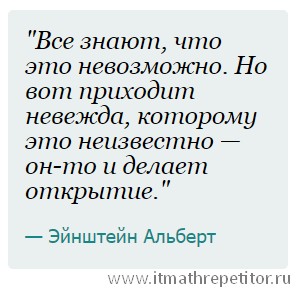 "Все знают, что
это невозможно. Но
вот приходит
невежда, которому
это неизвестно —
он-то и делает
открытие."
— Эйнштейн Альберт
www.itmathrepetitor.ru